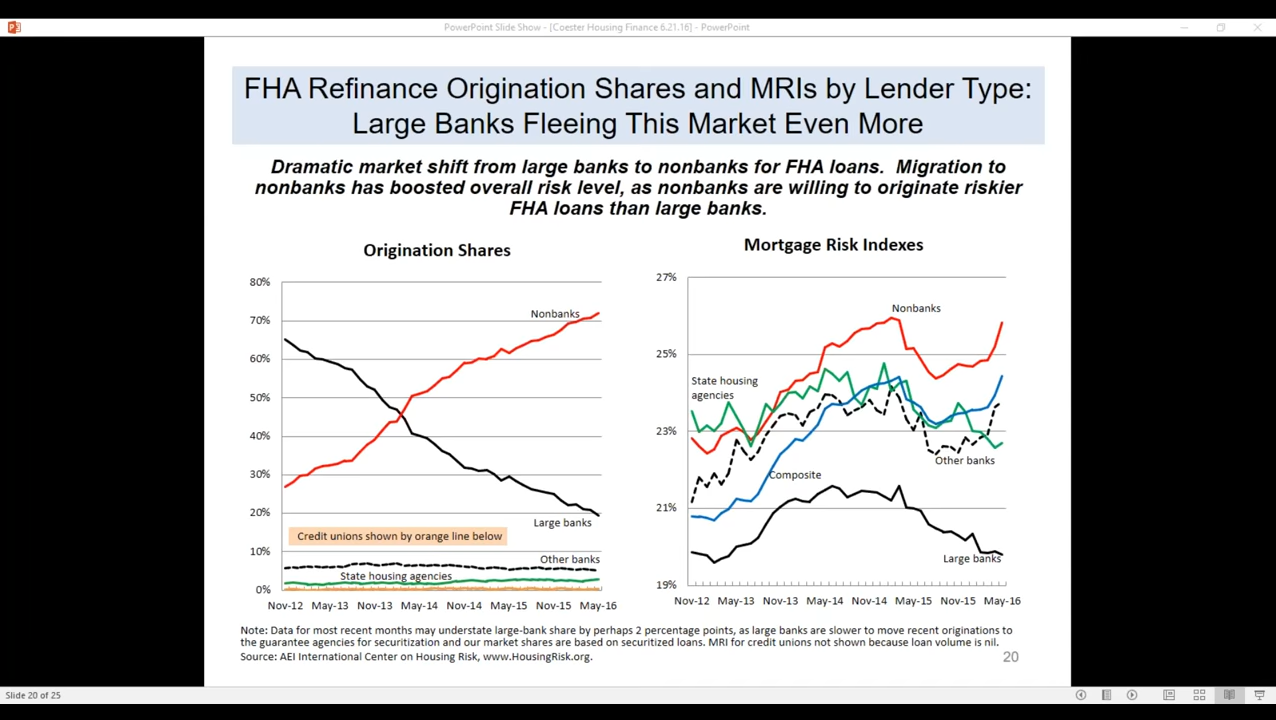 PowerPoint Slide Show - [Coester Housing Finance 6.21.16] - PowerPoint
FHA Refinance Origination Shares and MRIs by Lender Type:
Large Banks Fleeing This Market Even More
Dramatic market shift from large banks to nonbanks for FHA loans. Migration to
nonbanks has boosted overall risk level, as nonbanks are willing to originate riskier
FHA loans than large banks.
Origination Shares
80%
70%
60%
50%
40%
30%
20%
10%
0%
Nonbanks
Large banks
Credit unions shown by orange line below
Other banks
State housing agencies
Nov-12 May-13 Nov-13 May-14 Nov-14 May-15 Nov-15 May-16
Mortgage Risk Indexes
27%
25%
23%
21%
19%
Nonbanks
State housing
agencies
Other banks
Composite
Large banks
Nov-12 May-13 Nov-13 May-14 Nov-14 May-15 Nov-15 May-16
Note: Data for most recent months may understate large-bank share by perhaps 2 percentage points, as large banks are slower to move recent originations to
the guarantee agencies for securitization and our market shares are based on securitized loans. MRI for credit unions not shown because loan volume is nil.
Source: AEI International Center on Housing Risk, www.HousingRisk.org.
20
Slide 20 of 25